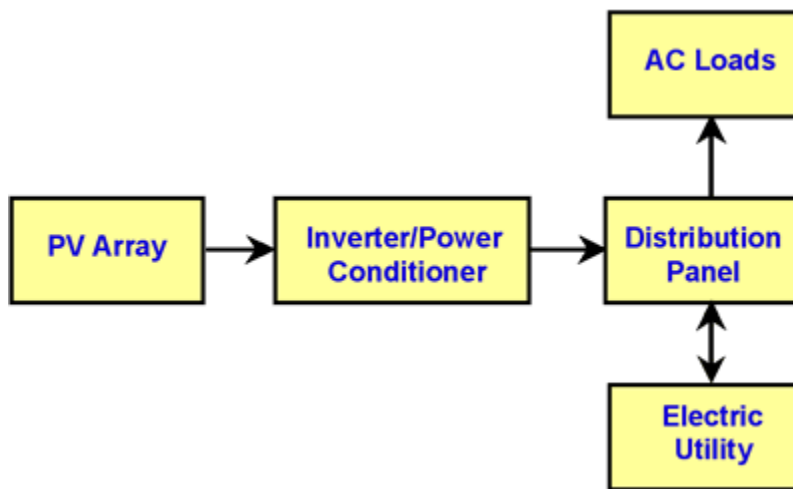 AC Loads
PV Array
Inverter/Power
Conditioner
Distribution
Panel
Electric
Utility